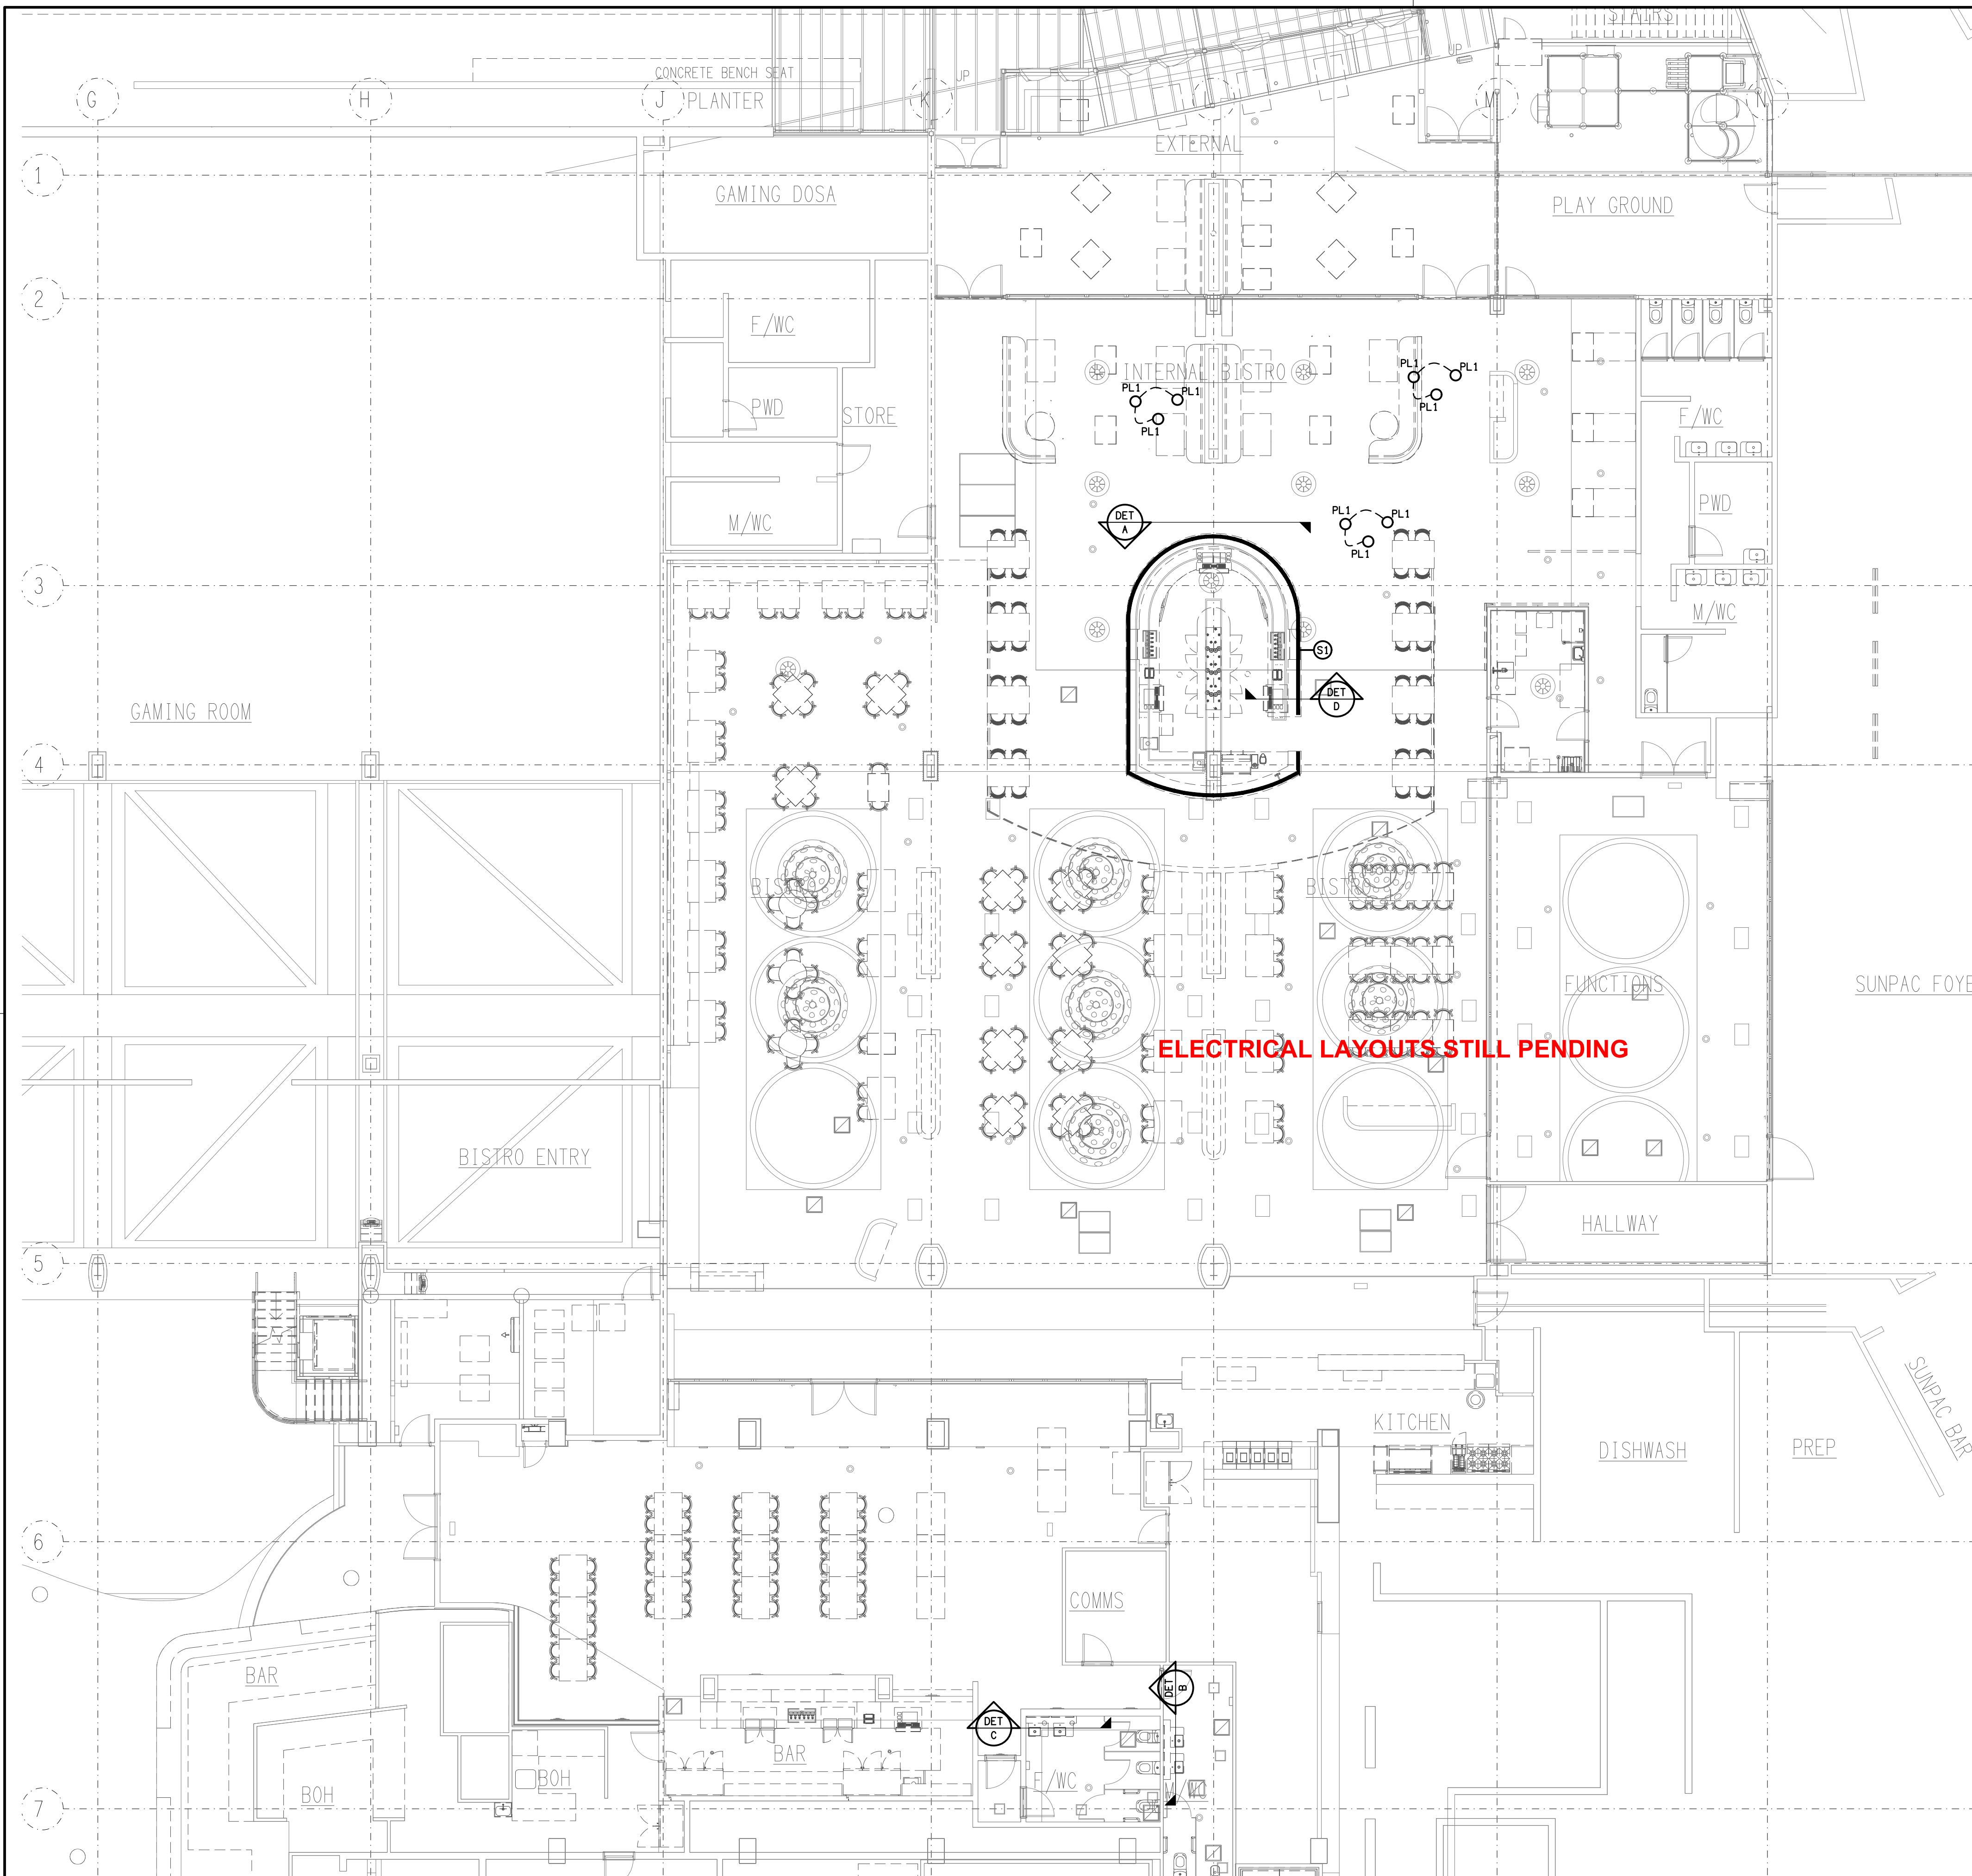 STAIRS
CONCRETE BENCH SEAT
UP
UP
G
H
J
PLANTER
K
L
M
N
EXTERNAL
1
GAMING DOSA
PLAY GROUND
2
F/WC
INTERNAL BISTRO
PL1
PL1
PL1
PL1
PL1
PL1
PWD
STORE
F/WC
M/WC
DET
A
PL1
PL1
PL1
PWD
3
M/WC
S1
GAMING ROOM
DET
D
4
BISTRO
BISTRO
FUNCTIONS
SUNPAC FOYE
ELECTRICAL LAYOUTS STILL PENDING
BISTRO ENTRY
HALLWAY
5
SUNPAC BAR
KITCHEN
DISHWASH
PREP
6
COMMS
BAR
DET
B
DET
C
BAR
BOH
BOH
F/WC
M/WC
7